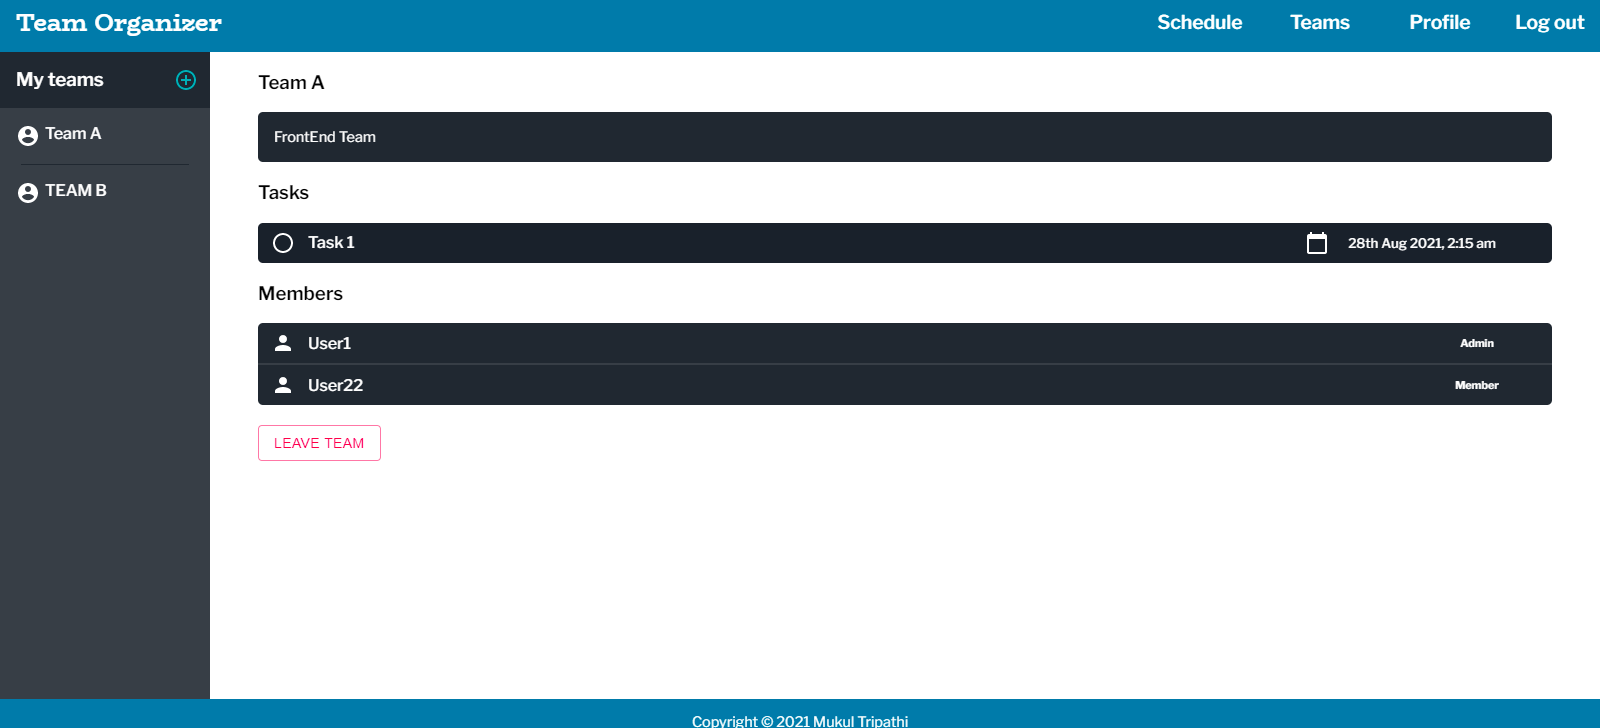 Team Organizer
Schedule Teams Profile Log out
My teams
Team A
TEAM B
Team A
FrontEnd Team
Tasks
Task 1 28th Aug 2021, 2:15 am
Members
User1 Admin
User22 Member
LEAVE TEAM
Copyright © 2021 Mukul Tripathi